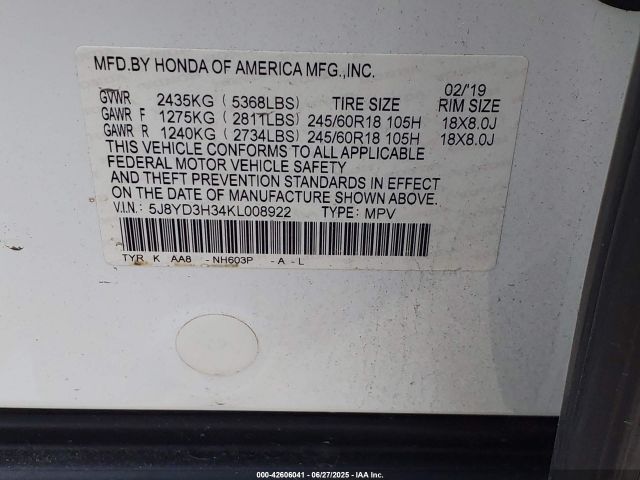 MFD.BY HONDA OF AMERICA MFG.,INC.
02/'19
GVWR 2435KG (5368LBS) TIRE SIZE RIM SIZE
GAWR F 1275KG (2811LBS) 245/60R18 105H 18X8.0J
GAWR R 1240KG (2734LBS) 245/60R18 105H 18X8.0J
THIS VEHICLE CONFORMS TO ALL APPLICABLE
FEDERAL MOTOR VEHICLE SAFETY
AND THEFT PREVENTION STANDARDS IN EFFECT
ON THE DATE OF MANUFACTURE SHOWN ABOVE.
V.I.N.: 5J8YD3H34KL008922 TYPE: MPV
TYR K AA8 - NH603P - A - L
000-42606041 | 06/27/2025 | IAA Inc.